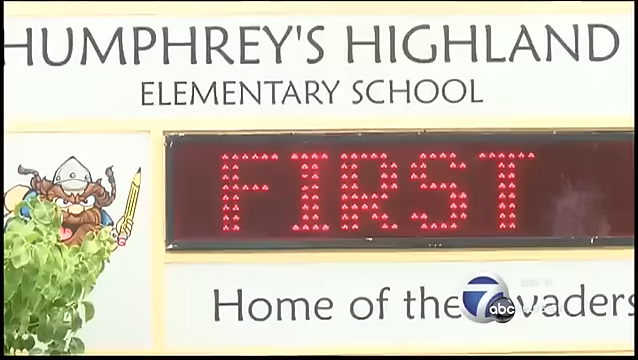 HUMPHREY'S HIGHLAND
ELEMENTARY SCHOOL
FIRST
Home of the vaders
7
abc